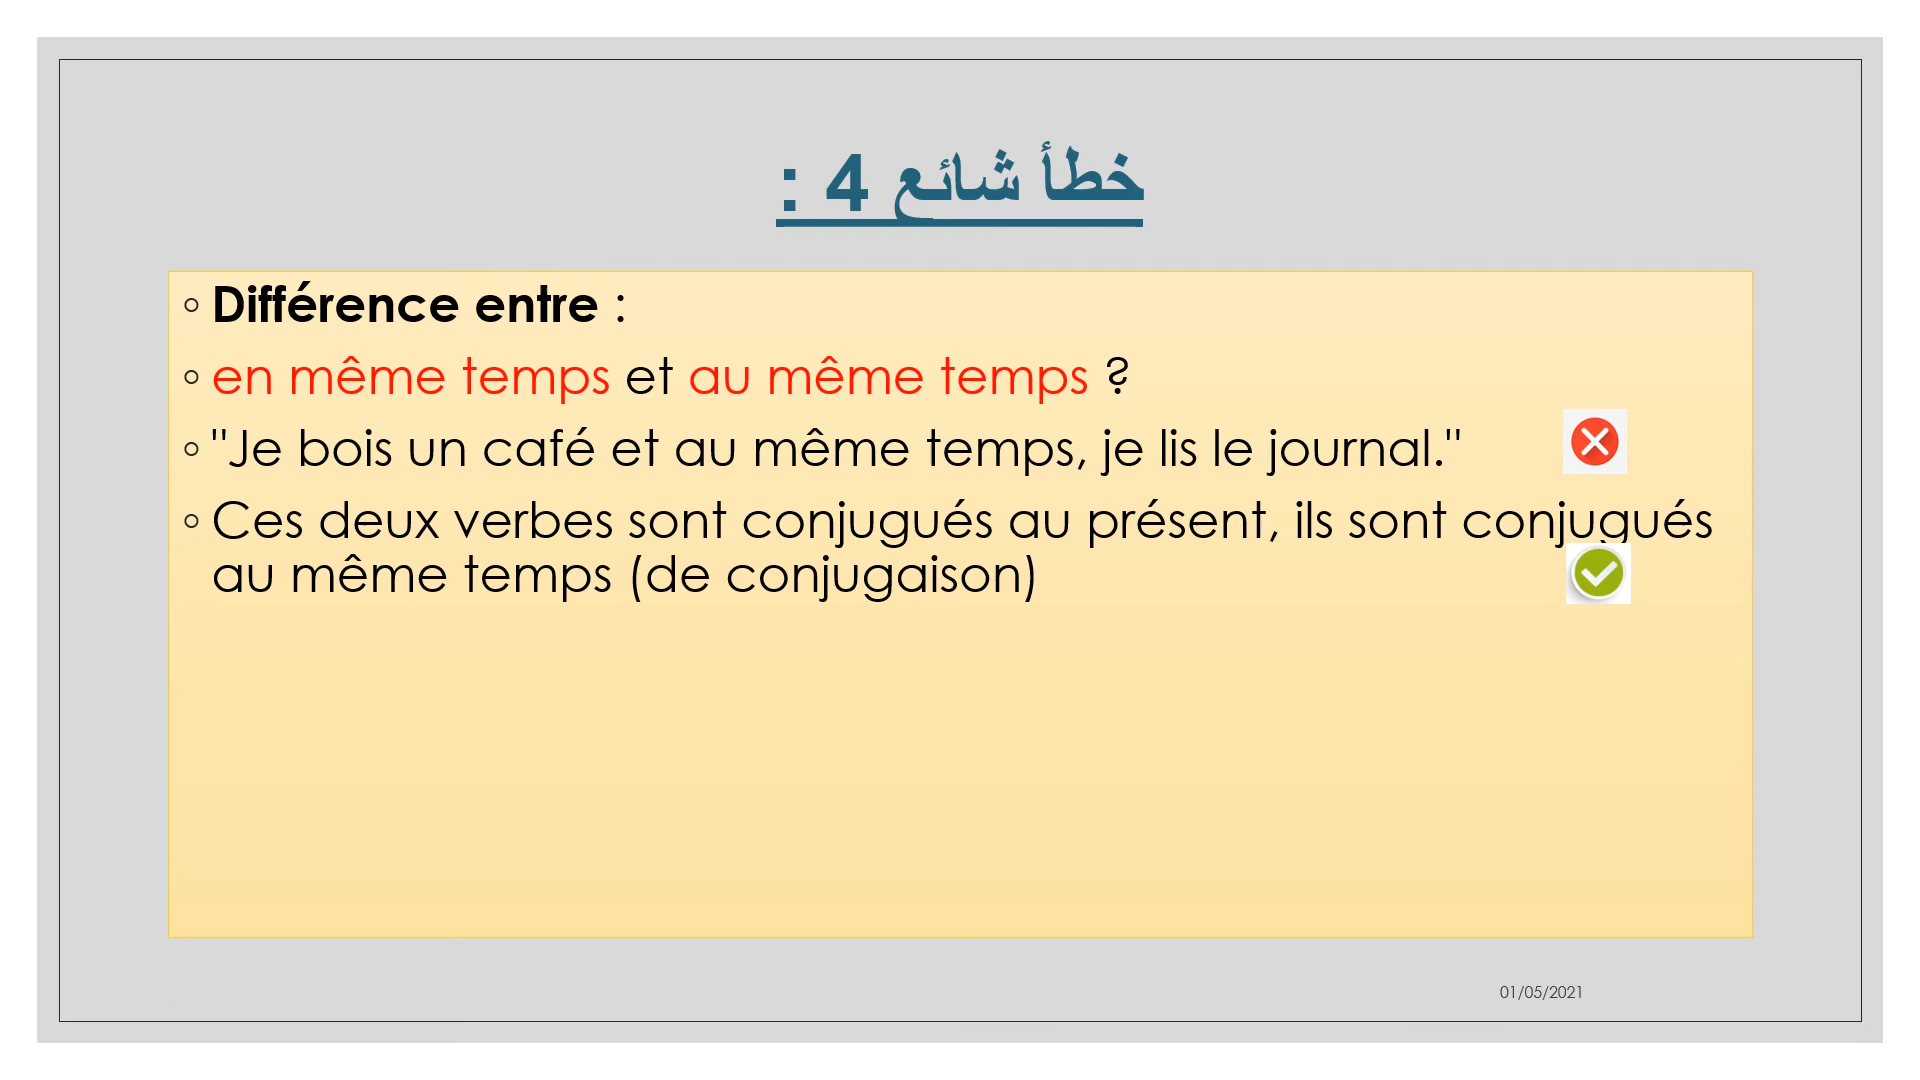 خطأ شائع 4 :
◦ Différence entre :
◦ en même temps et au même temps ?
◦ "Je bois un café et au même temps, je lis le journal."
◦ Ces deux verbes sont conjugués au présent, ils sont conjugués
au même temps (de conjugaison)
01/05/2021